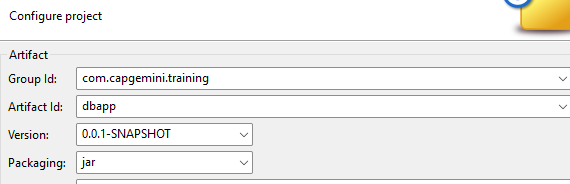 Configure project
Artifact
Group Id: com.capgemini.training
Artifact Id: dbapp
Version: 0.0.1-SNAPSHOT
Packaging: jar